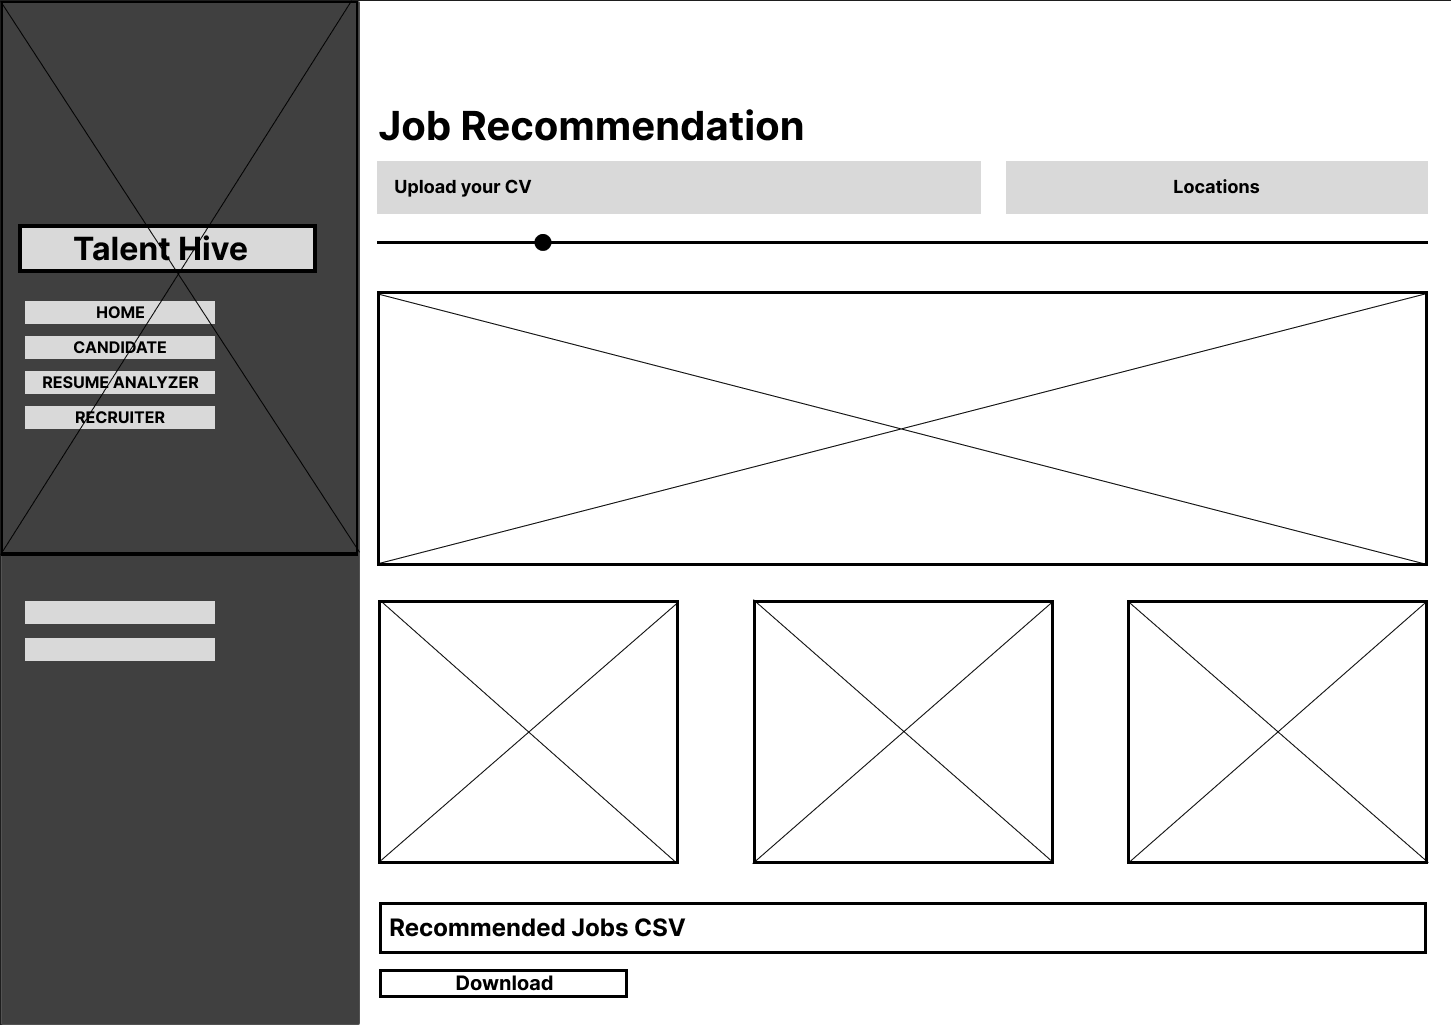 Talent Hive
HOME
CANDIDATE
RESUME ANALYZER
RECRUITER
Job Recommendation
Upload your CV
Locations
Recommended Jobs CSV
Download